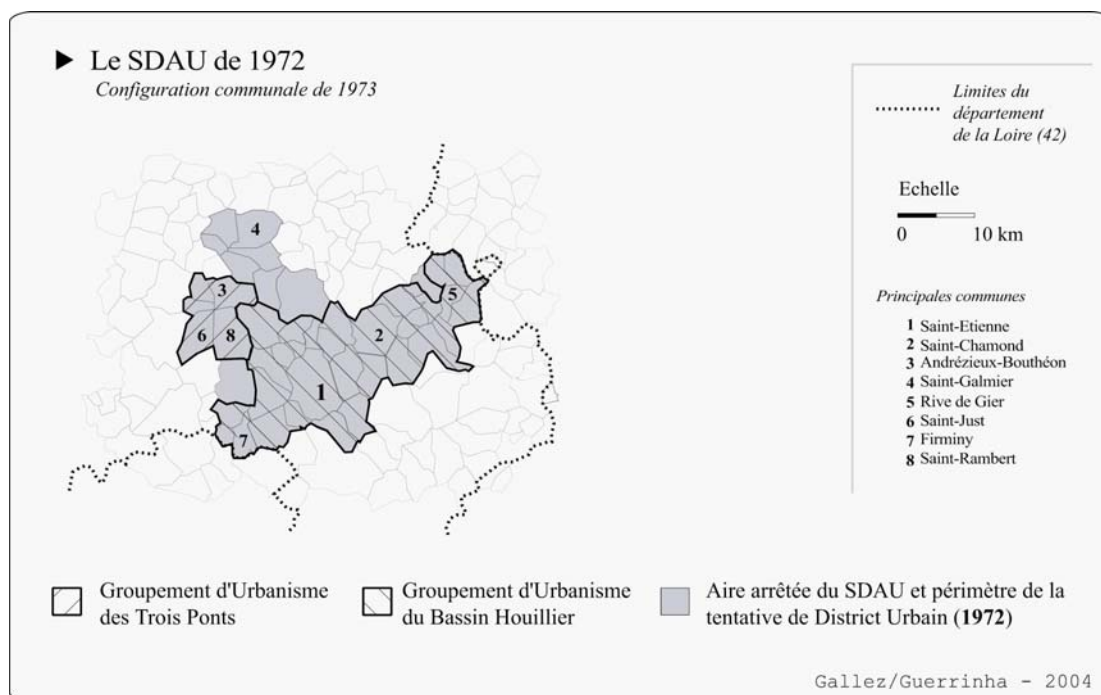 ► Le SDAU de 1972
Configuration communale de 1973
Limites du
département
de la Loire (42)
Echelle
0 10 km
Principales communes
1 Saint-Etienne
2 Saint-Chamond
3 Andrézieux-Bouthéon
4 Saint-Galmier
5 Rive de Gier
6 Saint-Just
7 Firminy
8 Saint-Rambert
4
3
5
6 8
2
1
7
Groupement d'Urbanisme
des Trois Ponts
Groupement d'Urbanisme
du Bassin Houillier
Aire arrêtée du SDAU et périmètre de la
tentative de District Urbain (1972)
Gallez/Guerrinha - 2004